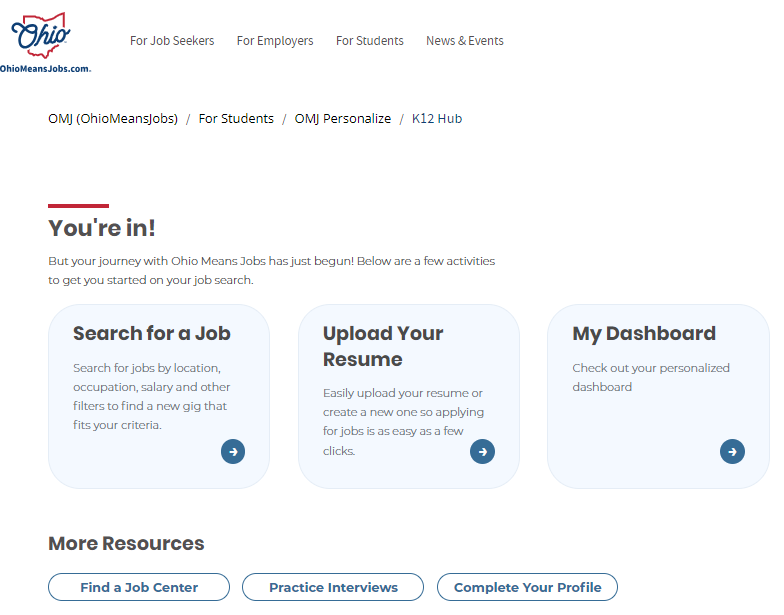 Ohio
OhioMeansJobs.com.
For Job Seekers For Employers For Students News & Events
OMJ (OhioMeansJobs) / For Students / OMJ Personalize / K12 Hub
You're in!
But your journey with Ohio Means Jobs has just begun! Below are a few activities
to get you started on your job search.
Search for a Job
Search for jobs by location,
occupation, salary and other
filters to find a new gig that
fits your criteria.
Upload Your
Resume
Easily upload your resume or
create a new one so applying
for jobs is as easy as a few
clicks.
My Dashboard
Check out your personalized
dashboard
More Resources
Find a Job Center Practice Interviews Complete Your Profile